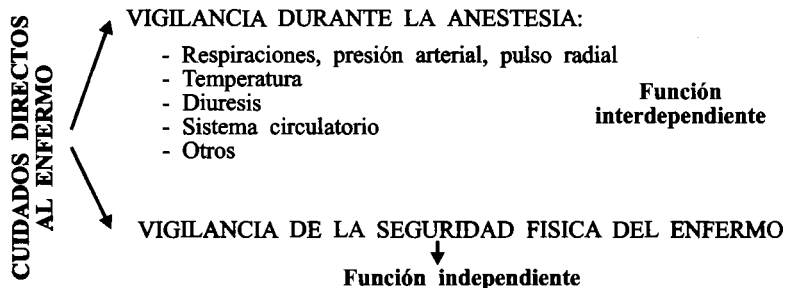 CUIDADOS DIRECTOS
AL ENFERMO
VIGILANCIA DURANTE LA ANESTESIA:
- Respiraciones, presión arterial, pulso radial
- Temperatura
- Diuresis
- Sistema circulatorio
- Otros
Función
interdependiente
VIGILANCIA DE LA SEGURIDAD FISICA DEL ENFERMO
Función independiente